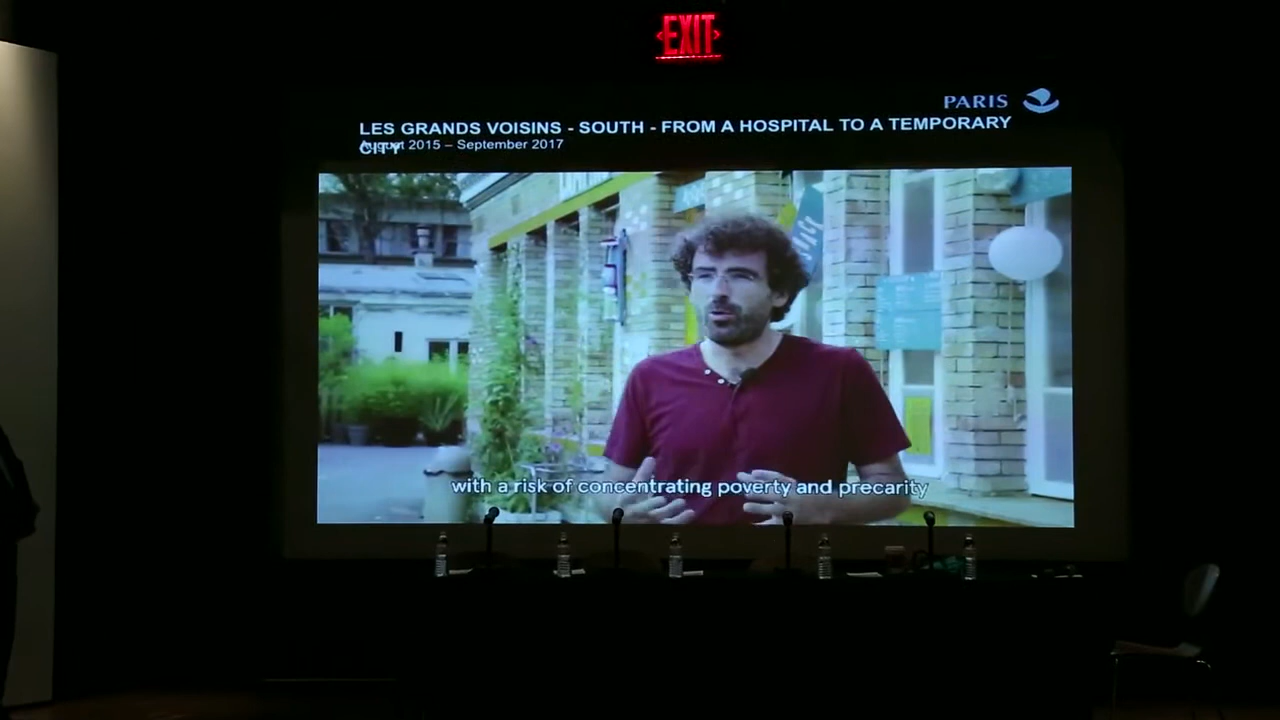 EXIT
PARIS
LES GRANDS VOISINS - SOUTH - FROM A HOSPITAL TO A TEMPORARY
CITY
August 2015 – September 2017
with a risk of concentrating poverty and precarity